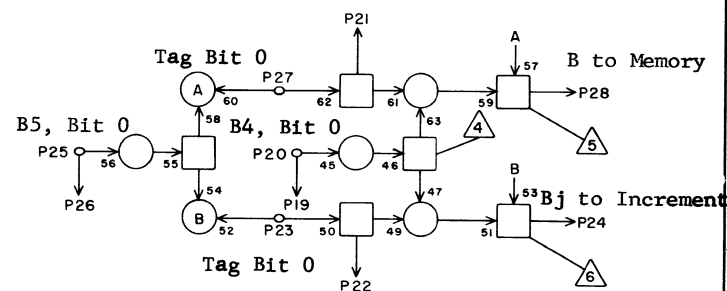 P21
Tag Bit 0
A
57
B to Memory
A
60
P27
62
61
59
P28
58
63
B5, Bit 0
B4, Bit 0
4
5
P25
56
55
P20
45
46
P26
54
P19
47
B
53
Bj to Increment
B
52
P23
50
49
51
P24
Tag Bit 0
P22
6